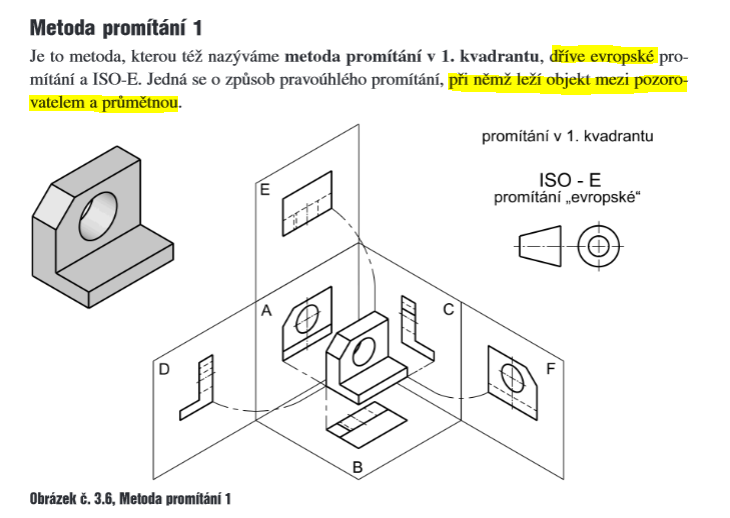 Metoda promítání 1
Je to metoda, kterou též nazýváme metoda promítání v 1. kvadrantu, dříve evropské pro-
mítání a ISO-E. Jedná se o způsob pravoúhlého promítání, při němž leží objekt mezi pozoro-
vatelem a průmětnou.
promítání v 1. kvadrantu
ISO - E
promítání „evropské“
E
A
C
D
F
B
Obrázek č. 3.6, Metoda promítání 1